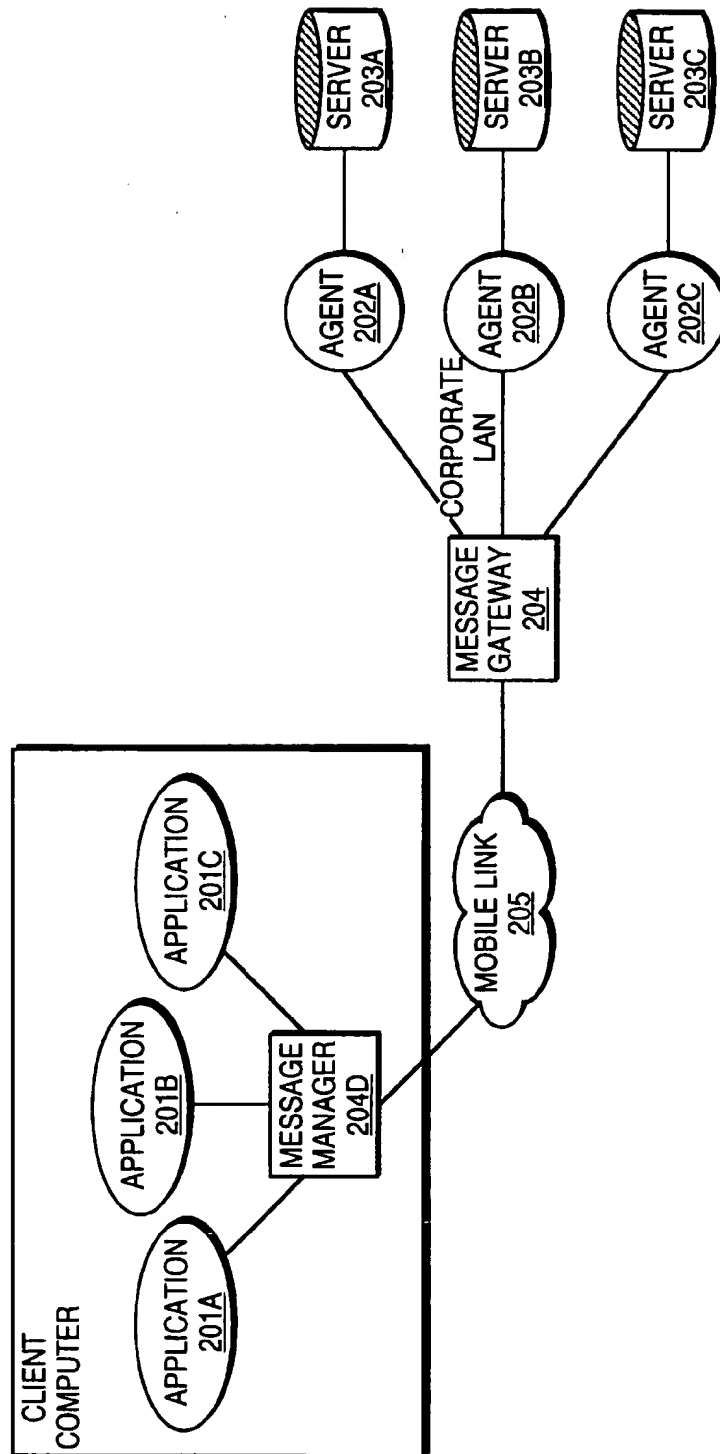 CLIENT
COMPUTER
APPLICATION
201A
APPLICATION
201B
APPLICATION
201C
MESSAGE
MANAGER
204D
MOBILE LINK
205
MESSAGE
GATEWAY
204
CORPORATE
LAN
AGENT
202A
AGENT
202B
AGENT
202C
SERVER
203A
SERVER
203B
SERVER
203C